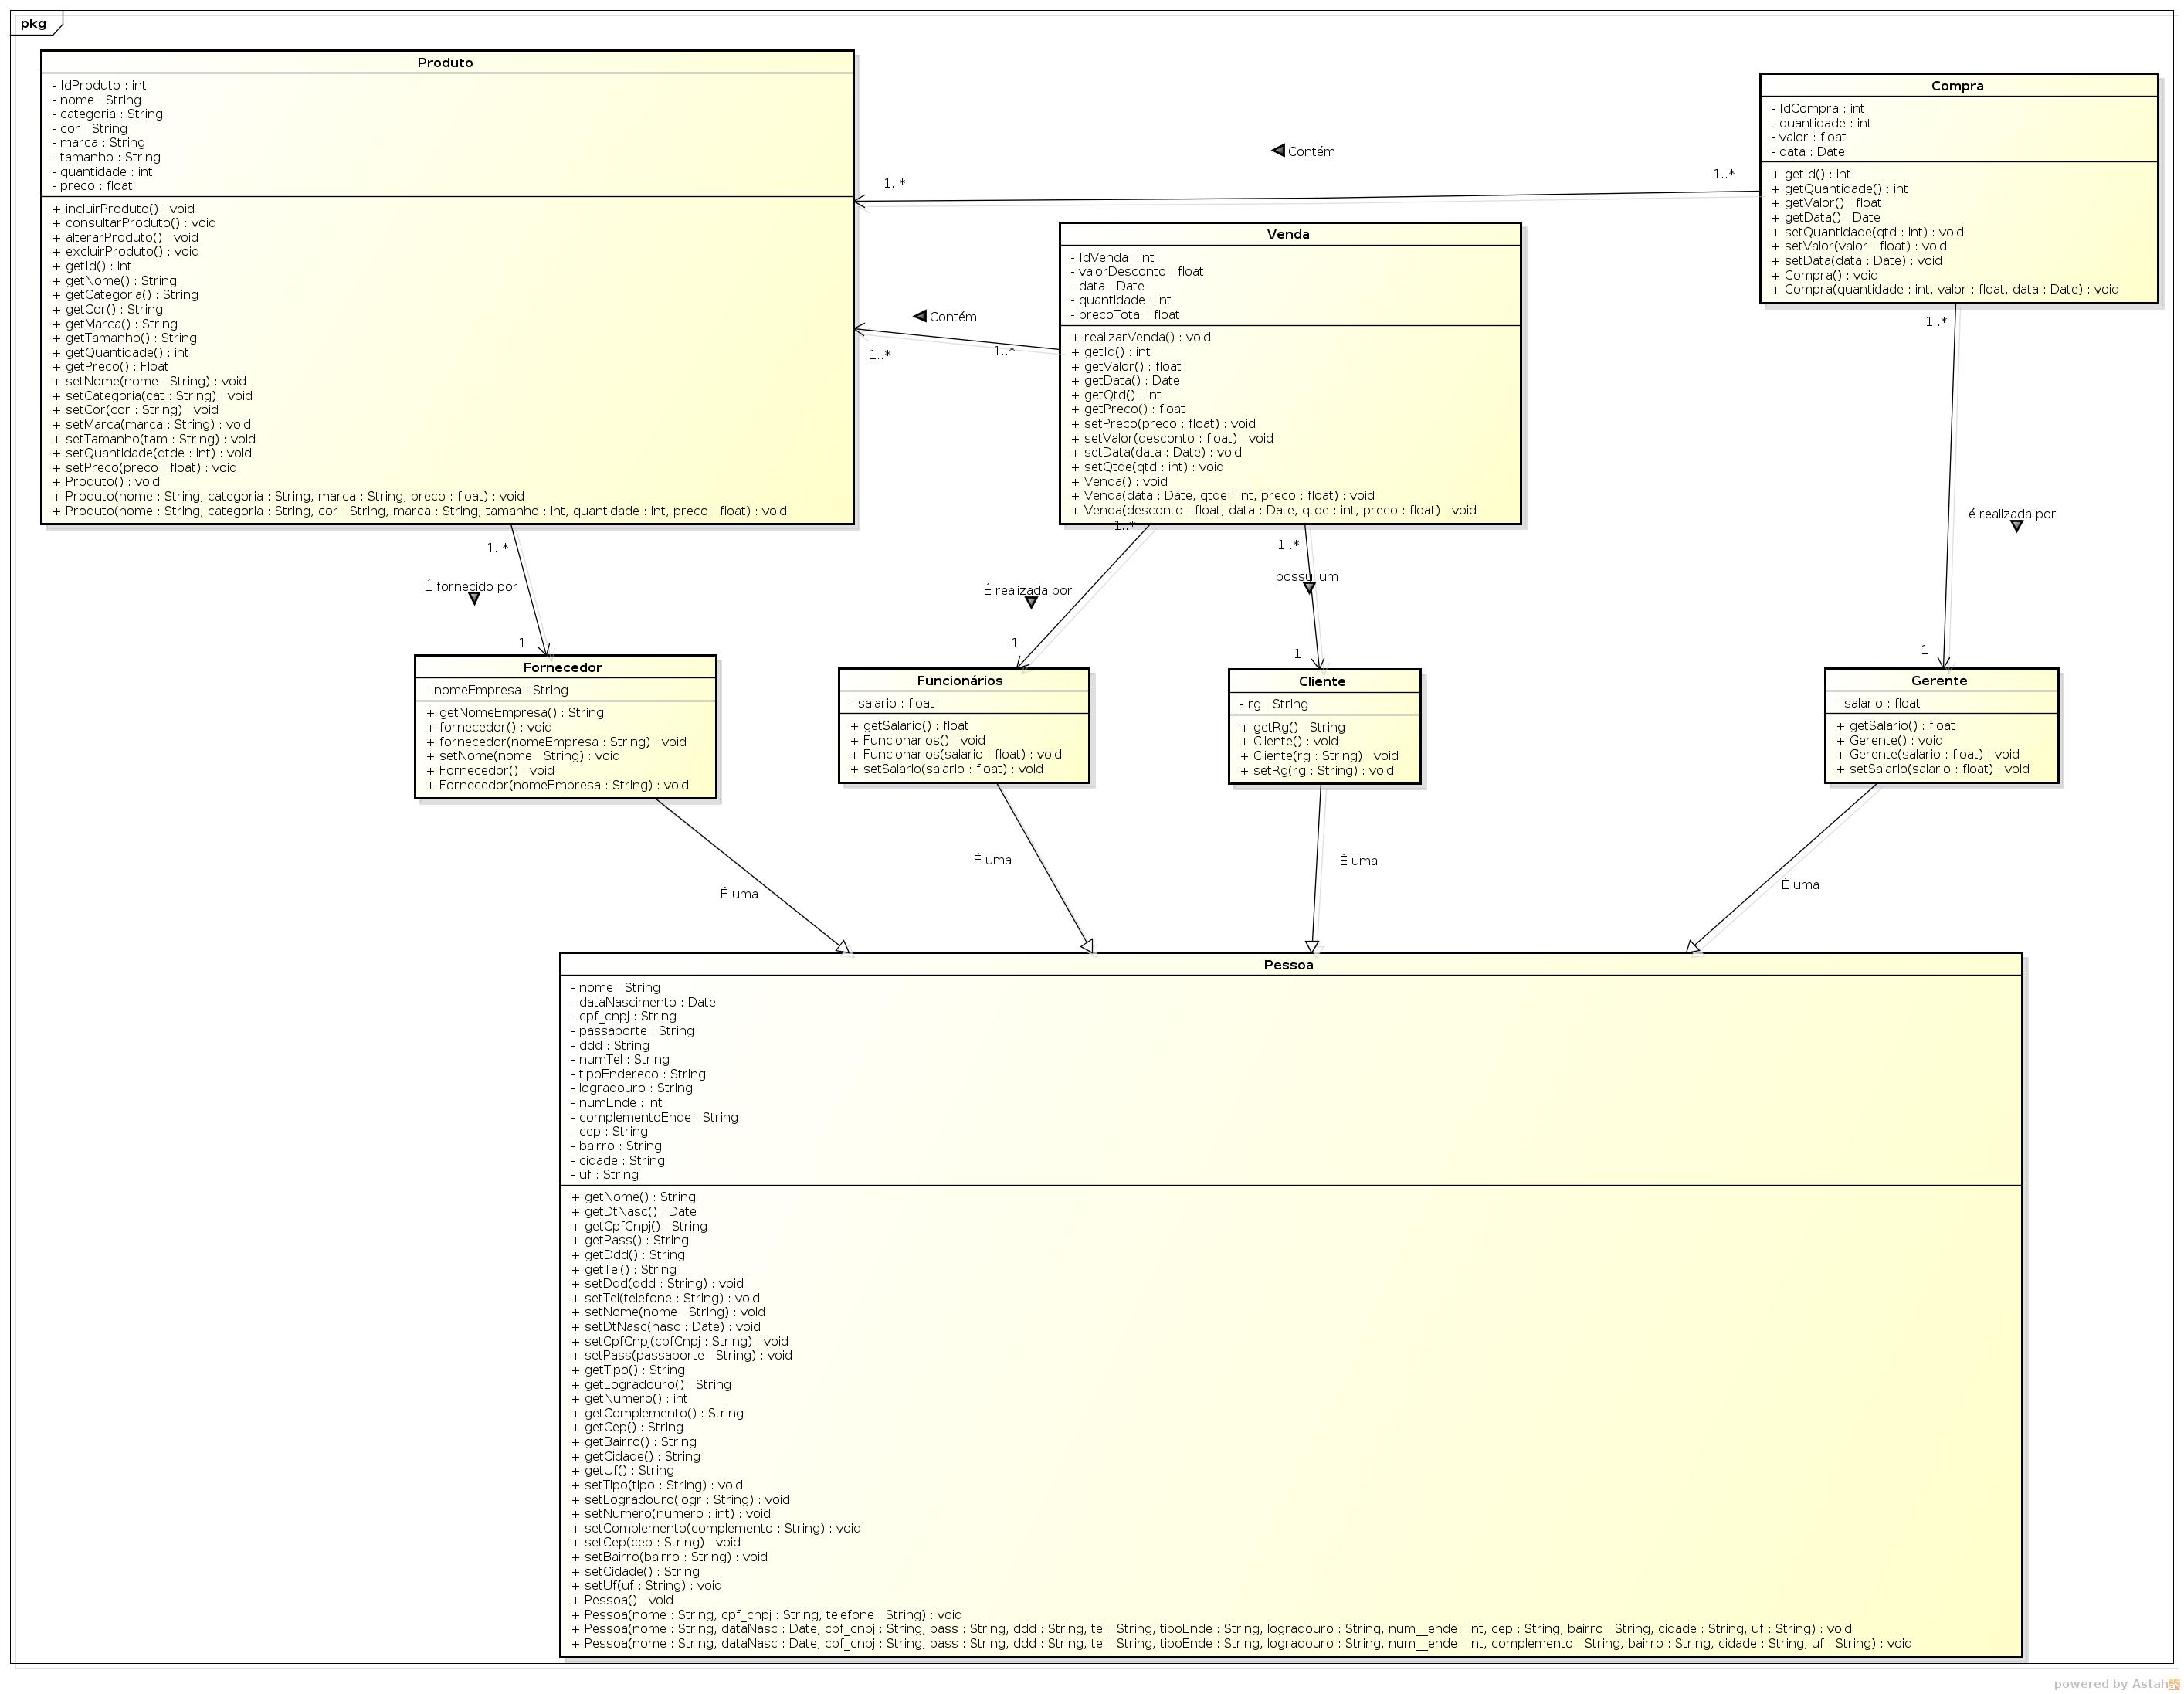 pkg
Produto
- IdProduto : int
- nome : String
- categoria : String
- cor : String
- marca : String
- tamanho : String
- quantidade : int
- preco : float
+ incluirProduto() : void
+ consultarProduto() : void
+ alterarProduto() : void
+ excluirProduto() : void
+ getId() : int
+ getNome() : String
+ getCategoria() : String
+ getCor() : String
+ getMarca() : String
+ getTamanho() : String
+ getQuantidade() : int
+ getPreco() : Float
+ setNome(nome : String) : void
+ setCategoria(cat : String) : void
+ setCor(cor : String) : void
+ setMarca(marca : String) : void
+ setTamanho(tam : String) : void
+ setQuantidade(qtde : int) : void
+ setPreco(preco : float) : void
+ Produto() : void
+ Produto(nome : String, categoria : String, marca : String, preco : float) : void
+ Produto(nome : String, categoria : String, cor : String, marca : String, tamanho : int, quantidade : int, preco : float) : void
Contém
1..*
1..*
Compra
- IdCompra : int
- quantidade : int
- valor : float
- data : Date
+ getId() : int
+ getQuantidade() : int
+ getValor() : float
+ getData() : Date
+ setQuantidade(qtd : int) : void
+ setValor(valor : float) : void
+ setData(data : Date) : void
+ Compra() : void
+ Compra(quantidade : int, valor : float, data : Date) : void
Contém
1..*
1..*
Venda
- IdVenda : int
- valorDesconto : float
- data : Date
- quantidade : int
- precoTotal : float
+ realizarVenda() : void
+ getId() : int
+ getValor() : float
+ getData() : Date
+ getQtd() : int
+ getPreco() : float
+ setPreco(preco : float) : void
+ setValor(desconto : float) : void
+ setData(data : Date) : void
+ setQtde(qtd : int) : void
+ Venda() : void
+ Venda(data : Date, qtde : int, preco : float) : void
+ Venda(desconto : float, data : Date, qtde : int, preco : float) : void
1..*
É fornecido por
1
1..*
É realizada por
1
1..*
possui um
1
1..*
é realizada por
1
Fornecedor
- nomeEmpresa : String
+ getNomeEmpresa() : String
+ fornecedor() : void
+ fornecedor(nomeEmpresa : String) : void
+ setNome(nome : String) : void
+ Fornecedor() : void
+ Fornecedor(nomeEmpresa : String) : void
Funcionários
- salario : float
+ getSalario() : float
+ Funcionarios() : void
+ Funcionarios(salario : float) : void
+ setSalario(salario : float) : void
Cliente
- rg : String
+ getRg() : String
+ Cliente() : void
+ Cliente(rg : String) : void
+ setRg(rg : String) : void
Gerente
- salario : float
+ getSalario() : float
+ Gerente() : void
+ Gerente(salario : float) : void
+ setSalario(salario : float) : void
É uma
É uma
É uma
É uma
Pessoa
- nome : String
- dataNascimento : Date
- cpf_cnpj : String
- passaporte : String
- ddd : String
- numTel : String
- tipoEndereco : String
- logradouro : String
- numEnde : int
- complementoEnde : String
- cep : String
- bairro : String
- cidade : String
- uf : String
+ getNome() : String
+ getDtNasc() : Date
+ getCpfCnpj() : String
+ getPass() : String
+ getDdd() : String
+ getTel() : String
+ setDdd(ddd : String) : void
+ setTel(telefone : String) : void
+ setNome(nome : String) : void
+ setDtNasc(nasc : Date) : void
+ setCpfCnpj(cpfCnpj : String) : void
+ setPass(passaporte : String) : void
+ getTipo() : String
+ getLogradouro() : String
+ getNumero() : int
+ getComplemento() : String
+ getCep() : String
+ getBairro() : String
+ getCidade() : String
+ getUf() : String
+ setTipo(tipo : String) : void
+ setLogradouro(logr : String) : void
+ setNumero(numero : int) : void
+ setComplemento(complemento : String) : void
+ setCep(cep : String) : void
+ setBairro(bairro : String) : void
+ setCidade() : String
+ setUf(uf : String) : void
+ Pessoa() : void
+ Pessoa(nome : String, cpf_cnpj : String, telefone : String) : void
+ Pessoa(nome : String, dataNasc : Date, cpf_cnpj : String, pass : String, ddd : String, tel : String, tipoEnde : String, logradouro : String, num__ende : int, cep : String, bairro : String, cidade : String, uf : String) : void
+ Pessoa(nome : String, dataNasc : Date, cpf_cnpj : String, pass : String, ddd : String, tel : String, tipoEnde : String, logradouro : String, num__ende : int, complemento : String, bairro : String, cidade : String, uf : String) : void
powered by Astah